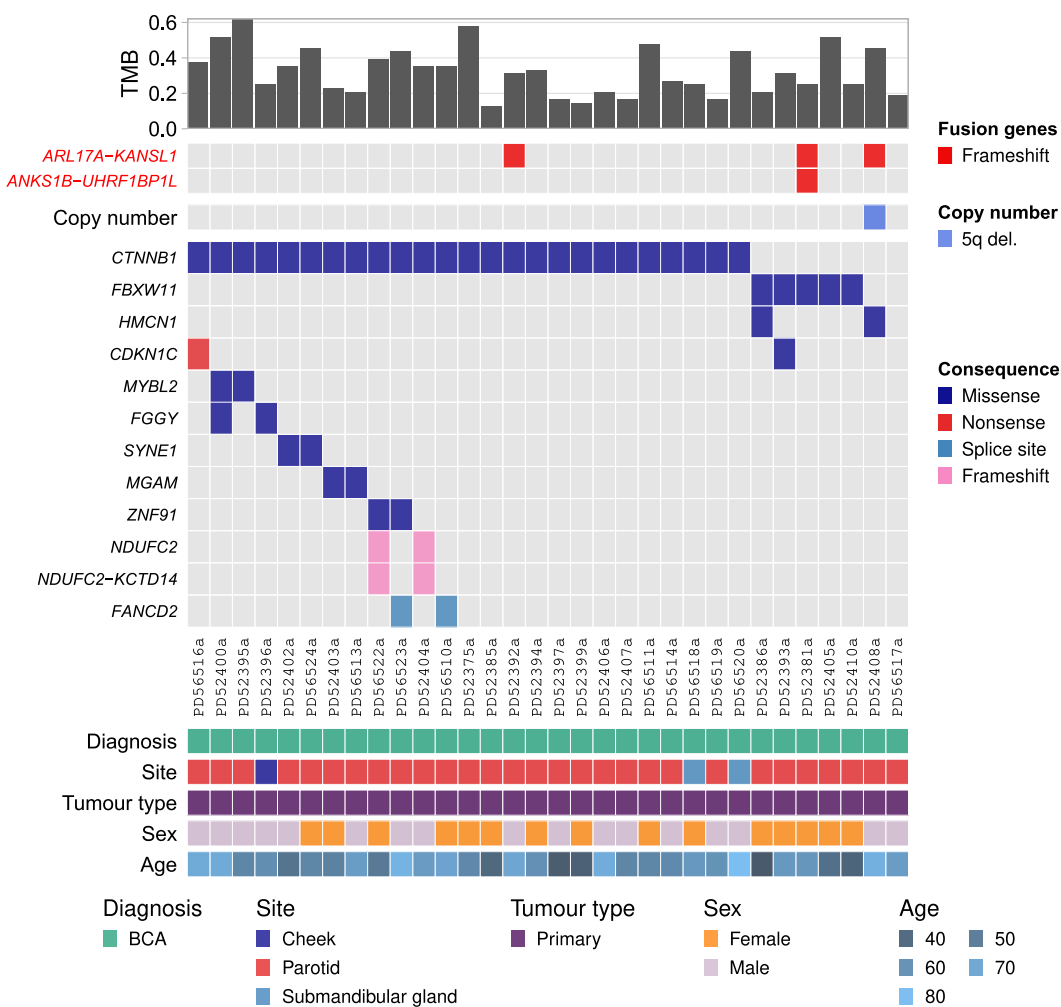 TMB
0.6
0.4
0.2
0.0
ARL17A−KANSL1
ANKS1B−UHRF1BP1L
Copy number
CTNNB1
FBXW11
HMCN1
CDKN1C
MYBL2
FGGY
SYNE1
MGAM
ZNF91
NDUFC2
NDUFC2−KCTD14
FANCD2
Fusion genes
Frameshift
Copy number
5q del.
Consequence
Missense
Nonsense
Splice site
Frameshift
PD56516a
PD52400a
PD52395a
PD52396a
PD52402a
PD56524a
PD52403a
PD56513a
PD56522a
PD56523a
PD52404a
PD56510a
PD52375a
PD52385a
PD52392a
PD52394a
PD52397a
PD52399a
PD52406a
PD52407a
PD56511a
PD56514a
PD56518a
PD56519a
PD56520a
PD52386a
PD52393a
PD52381a
PD52405a
PD52410a
PD52408a
PD56517a
Diagnosis
Site
Tumour type
Sex
Age
Diagnosis
BCA
Site
Cheek
Parotid
Submandibular gland
Tumour type
Primary
Sex
Female
Male
Age
40
50
60
70
80